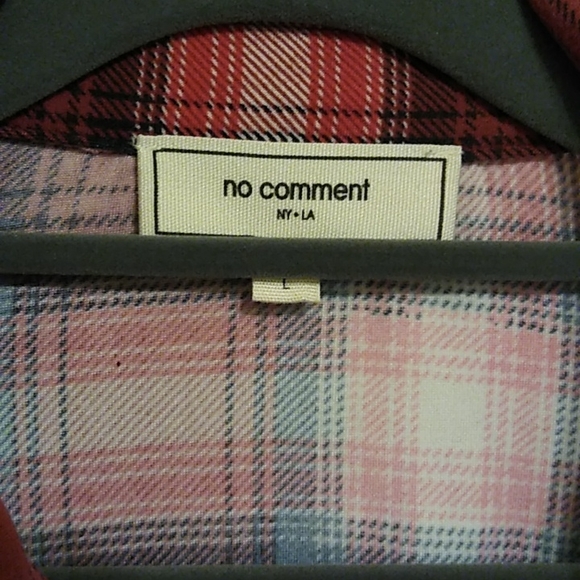 no comment
NY • LA
L